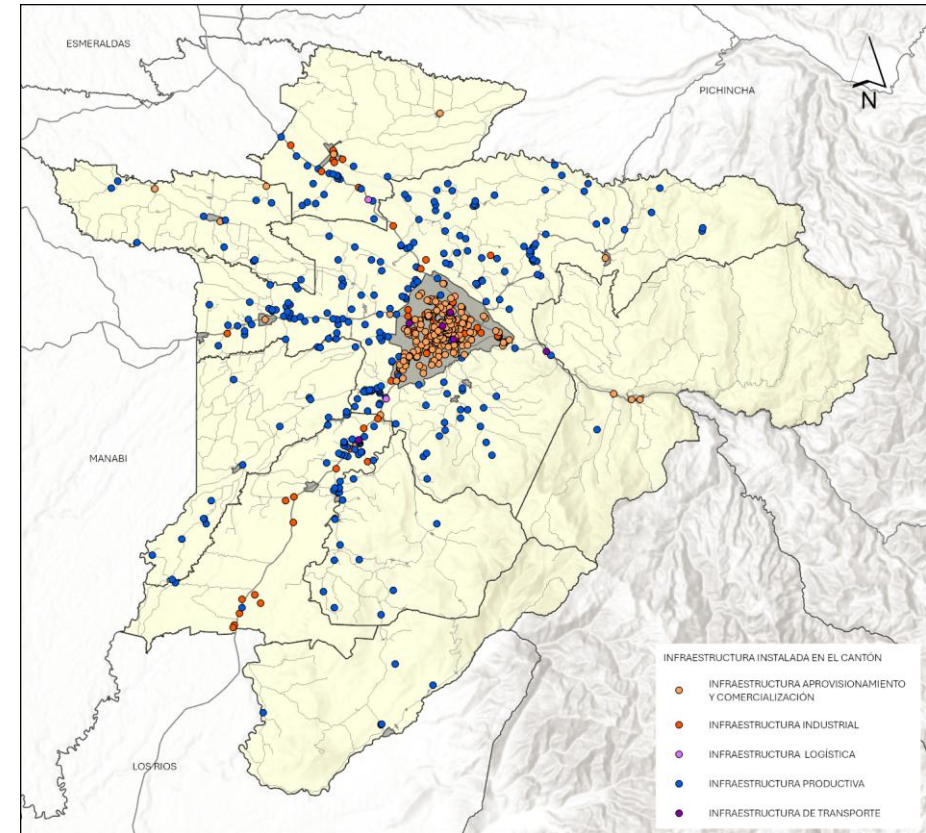 ESMERALDAS
PICHINCHA
N
MANABI
LOS RIOS
INFRAESTRUCTURA INSTALADA EN EL CANTÓN
INFRAESTRUCTURA APROVISIONAMIENTO
Y COMERCIALIZACIÓN
INFRAESTRUCTURA INDUSTRIAL
INFRAESTRUCTURA LOGÍSTICA
INFRAESTRUCTURA PRODUCTIVA
INFRAESTRUCTURA DE TRANSPORTE